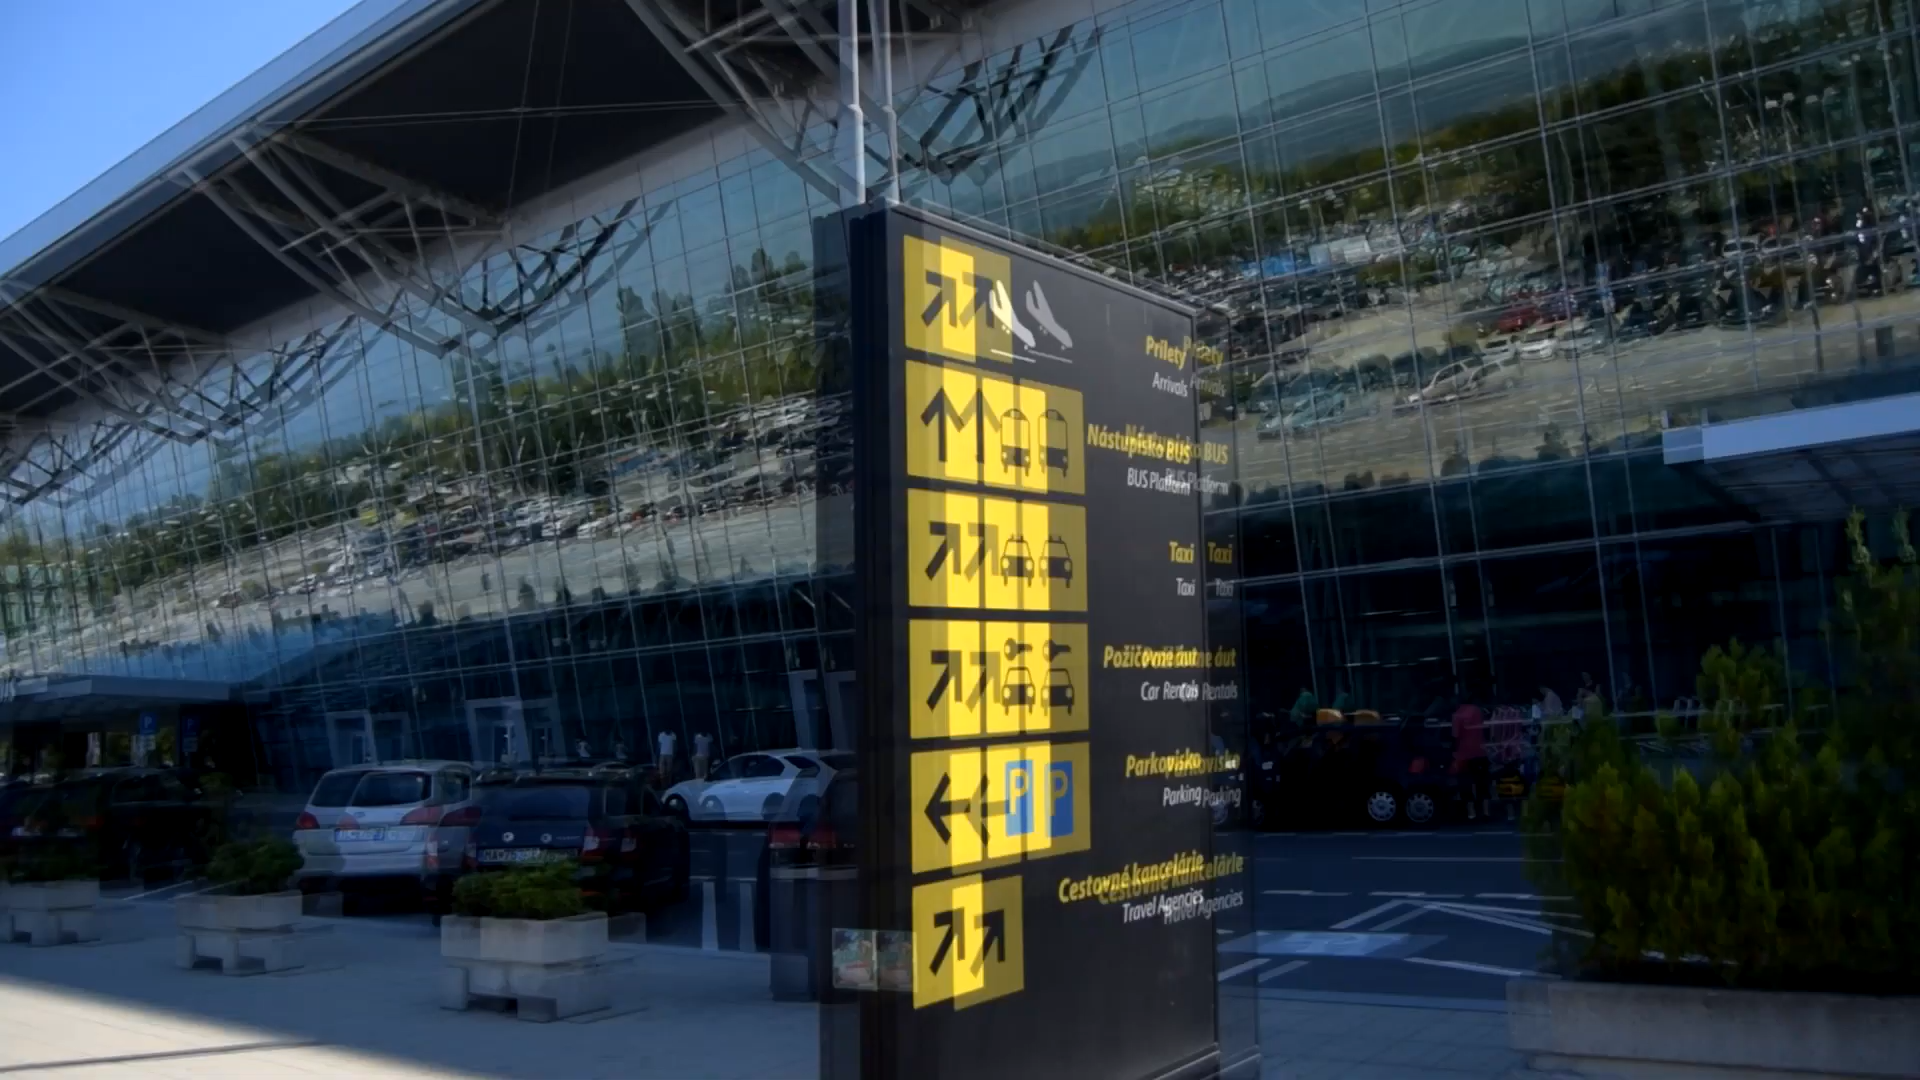 Prílety
Arrivals
Nástupisko BUS
BUS Platform
Taxi
Taxi
Požičovne áut
Car Rentals
P
Parkovisko
Parking
Cestovné kancelárie
Travel Agencies